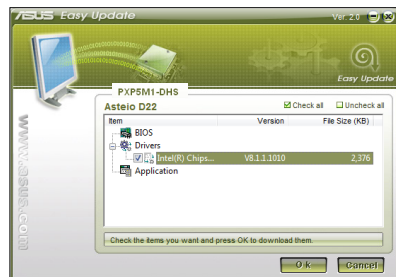 ASUS Easy Update
Ver. 2.0
Easy Update
PXP5M1-DHS
Asteio D22
Check all
Uncheck all
Item
Version
File Size (KB)
BIOS
Drivers
Intel(R) Chips...
V8.1.1.1010
2,376
Application
Check the items you want and press OK to download them.
Ok
Cancel
WWW.ASUS.COM